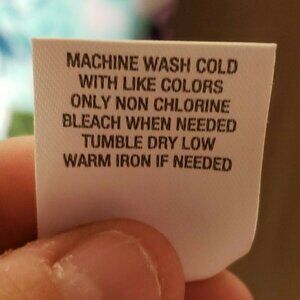 MACHINE WASH COLD
WITH LIKE COLORS
ONLY NON CHLORINE
BLEACH WHEN NEEDED
TUMBLE DRY LOW
WARM IRON IF NEEDED